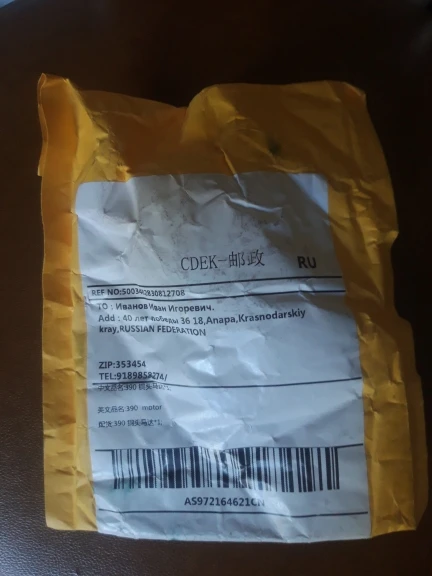 CDEK-邮政 RU
REF NO:5003402830812708
TO : Иванов Иван Игоревич.
Add : 40 лет победы 36 18,Anapa,Krasnodarskiy
kray,RUSSIAN FEDERATION
ZIP:353454
TEL:9189858274/
英文品名:390 motor
AS972164621CN